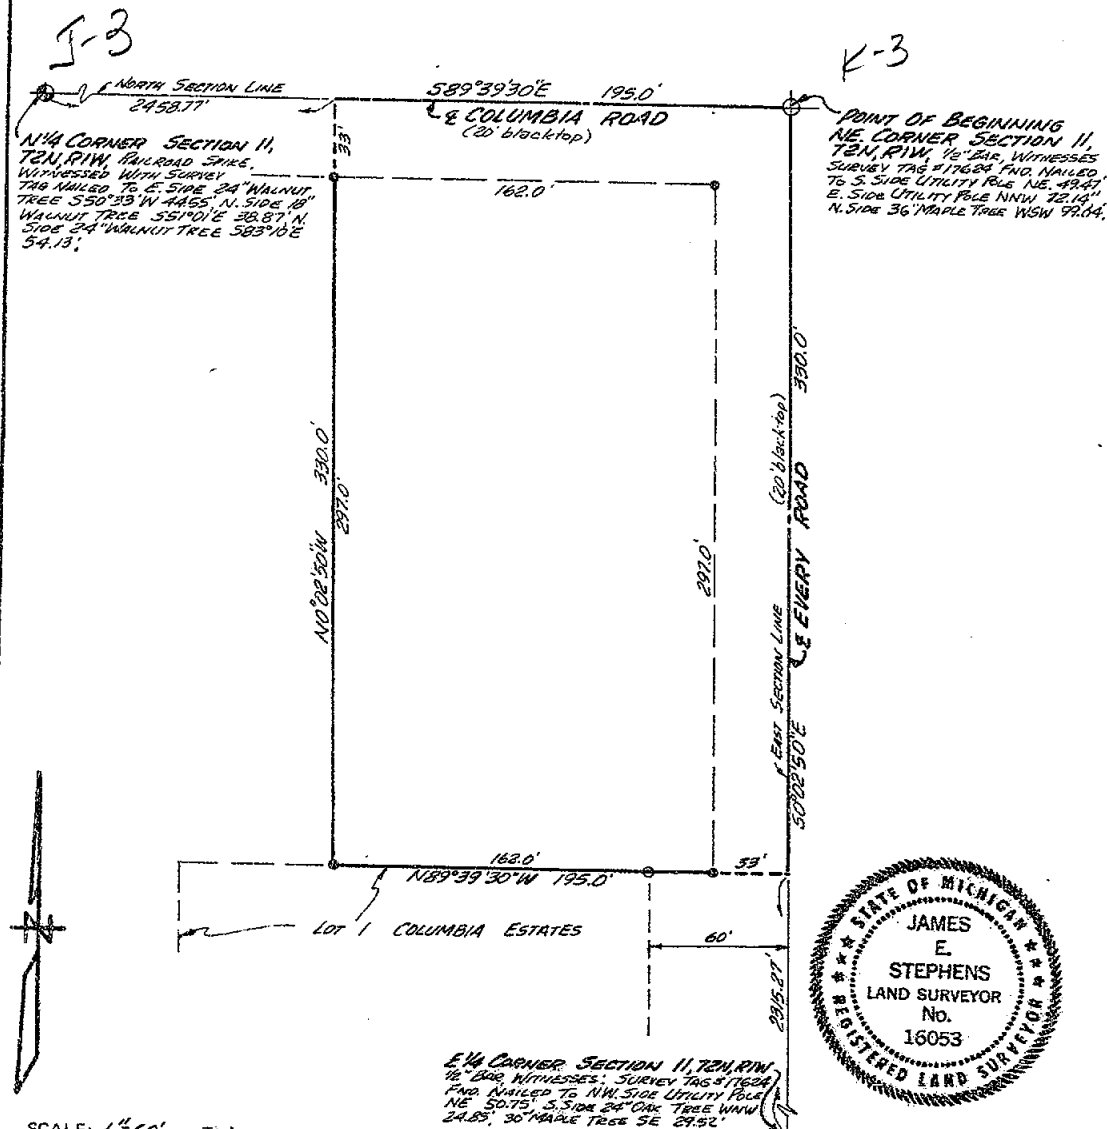 J-3
K-3
NORTH SECTION LINE
2458.77'
S89°39'30"E 195.0'
℄ COLUMBIA ROAD
(20' blacktop)
N¼ CORNER SECTION 11,
T2N, R1W, RAILROAD SPIKE,
WITNESSED WITH SURVEY
TAG NAILED TO E. SIDE 24" WALNUT
TREE S50°33'W 44.55', N. SIDE 18"
WALNUT TREE S51°01'E 38.87', N.
SIDE 24" WALNUT TREE S83°10'E
54.13'.
POINT OF BEGINNING
NE. CORNER SECTION 11,
T2N, R1W, ½" BAR, WITNESSES
SURVEY TAG #17624 FND. NAILED
TO S. SIDE UTILITY POLE NE. 49.47'
E. SIDE UTILITY POLE NNW 72.14'
N. SIDE 36" MAPLE TREE WSW 99.64'.
33'
162.0'
N0°02'50"W 330.0'
297.0'
297.0'
330.0'
(20' blacktop)
℄ EVERY ROAD
EAST SECTION LINE
S0°02'50"E
162.0'
N89°39'30"W 195.0'
33'
LOT 1 COLUMBIA ESTATES
60'
2315.27'
E¼ CORNER SECTION 11, T2N, R1W
½" BAR, WITNESSES: SURVEY TAG #17624
FND. NAILED TO N.W. SIDE UTILITY POLE
NE 50.75', S. SIDE 24" OAK TREE WNW
24.85', 30" MAPLE TREE SE 29.52'
STATE OF MICHIGAN
JAMES
E.
STEPHENS
LAND SURVEYOR
No.
16053
REGISTERED LAND SURVEYOR
N
SCALE: 1"=60'